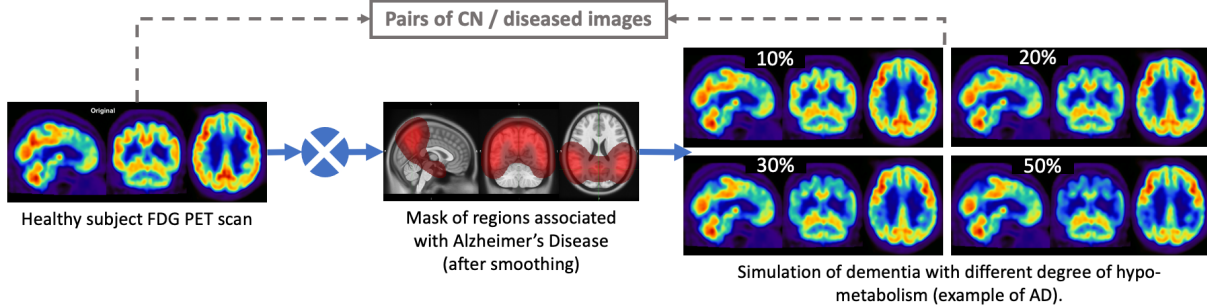 Pairs of CN / diseased images
10%
20%
Original
30%
50%
Healthy subject FDG PET scan
Mask of regions associated
with Alzheimer's Disease
(after smoothing)
Simulation of dementia with different degree of hypo-
metabolism (example of AD).